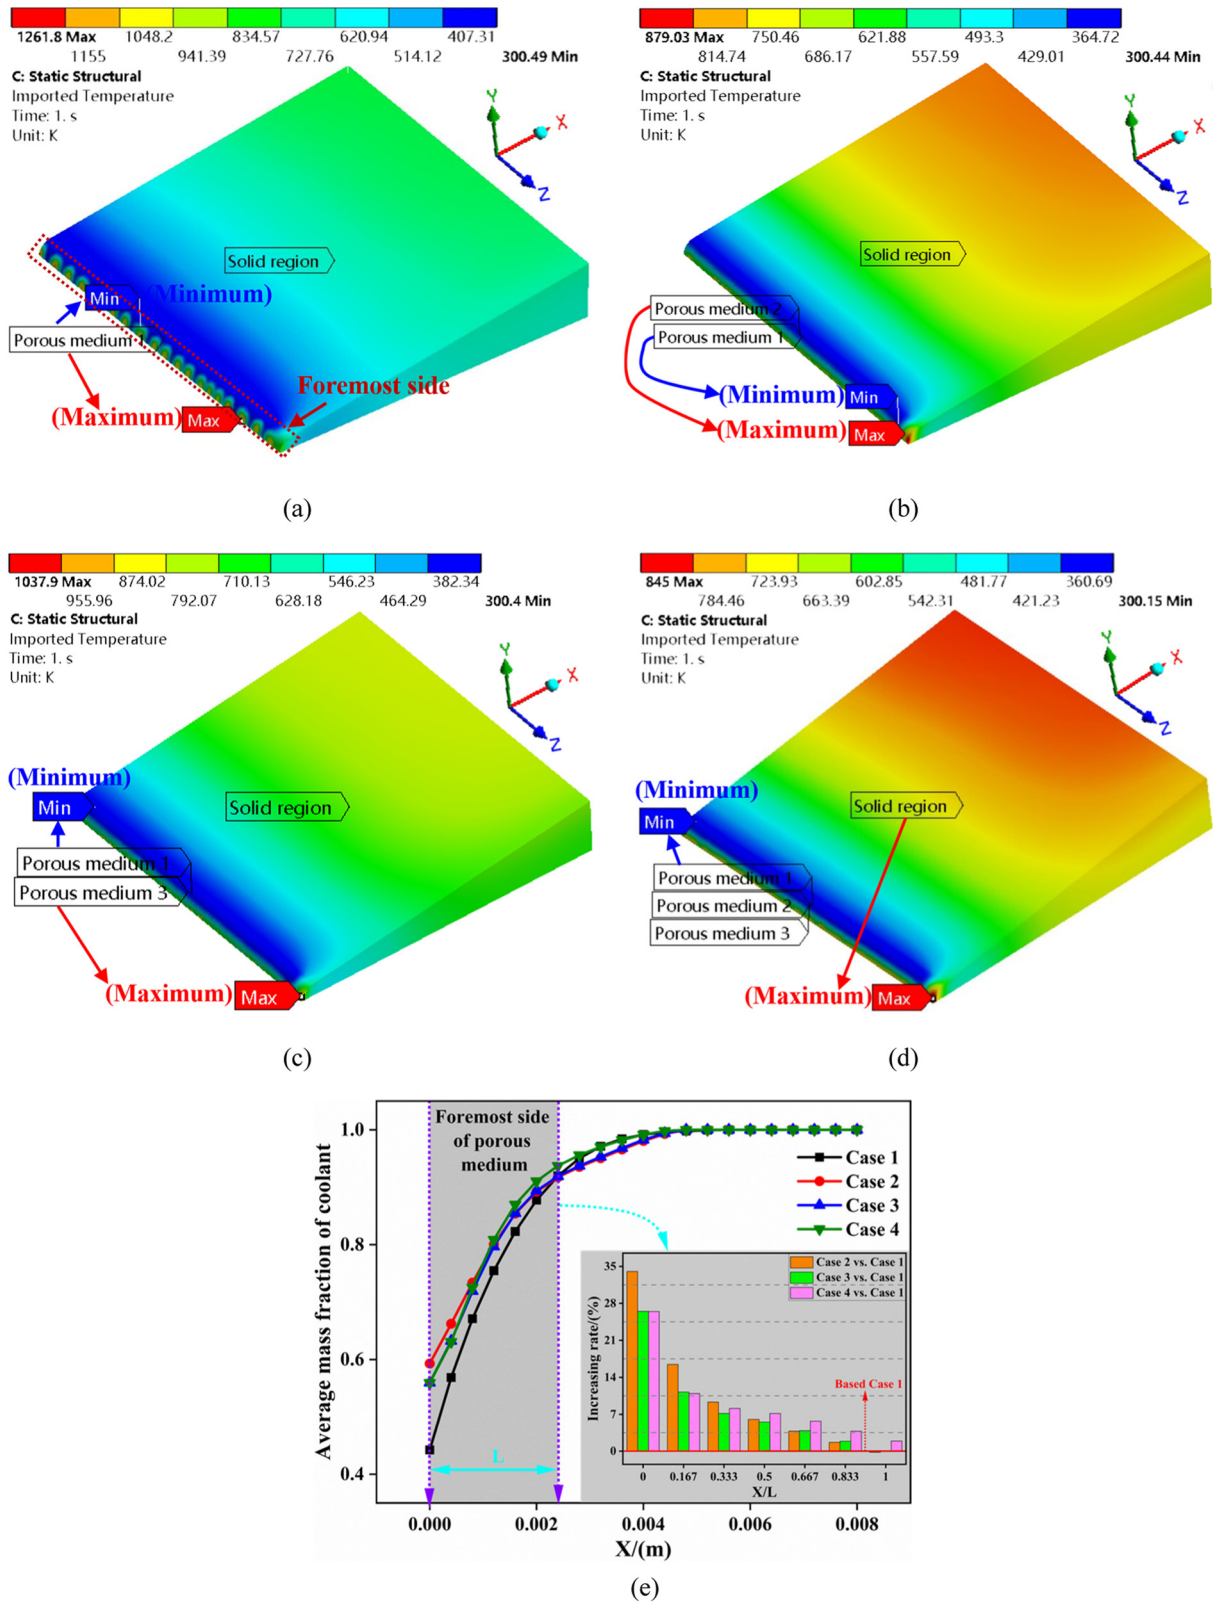 1261.8 Max 1048.2 834.57 620.94 407.31
1155 941.39 727.76 514.12 300.49 Min
C: Static Structural
Imported Temperature
Time: 1. s
Unit: K
Y
X
Z
Solid region
Min
(Minimum)
Porous medium 1
Foremost side
(Maximum)
Max
(a)
879.03 Max 750.46 621.88 493.3 364.72
814.74 686.17 557.59 429.01 300.44 Min
C: Static Structural
Imported Temperature
Time: 1. s
Unit: K
Y
X
Z
Solid region
Porous medium 2
Porous medium 1
(Minimum)
Min
(Maximum)
Max
(b)
1037.9 Max 874.02 710.13 546.23 382.34
955.96 792.07 628.18 464.29 300.4 Min
C: Static Structural
Imported Temperature
Time: 1. s
Unit: K
Y
X
Z
(Minimum)
Min
Solid region
Porous medium 1
Porous medium 3
(Maximum)
Max
(c)
845 Max 723.93 602.85 481.77 360.69
784.46 663.39 542.31 421.23 300.15 Min
C: Static Structural
Imported Temperature
Time: 1. s
Unit: K
Y
X
Z
(Minimum)
Min
Solid region
Porous medium 1
Porous medium 2
Porous medium 3
(Maximum)
Max
(d)
Average mass fraction of coolant
1.0
0.8
0.6
0.4
Foremost side
of porous
medium
L
Case 1
Case 2
Case 3
Case 4
Increasing rate/(%)
35
28
21
14
7
0
Case 2 vs. Case 1
Case 3 vs. Case 1
Case 4 vs. Case 1
Based Case 1
0 0.167 0.333 0.5 0.667 0.833 1
X/L
0.000 0.002 0.004 0.006 0.008
X/(m)
(e)